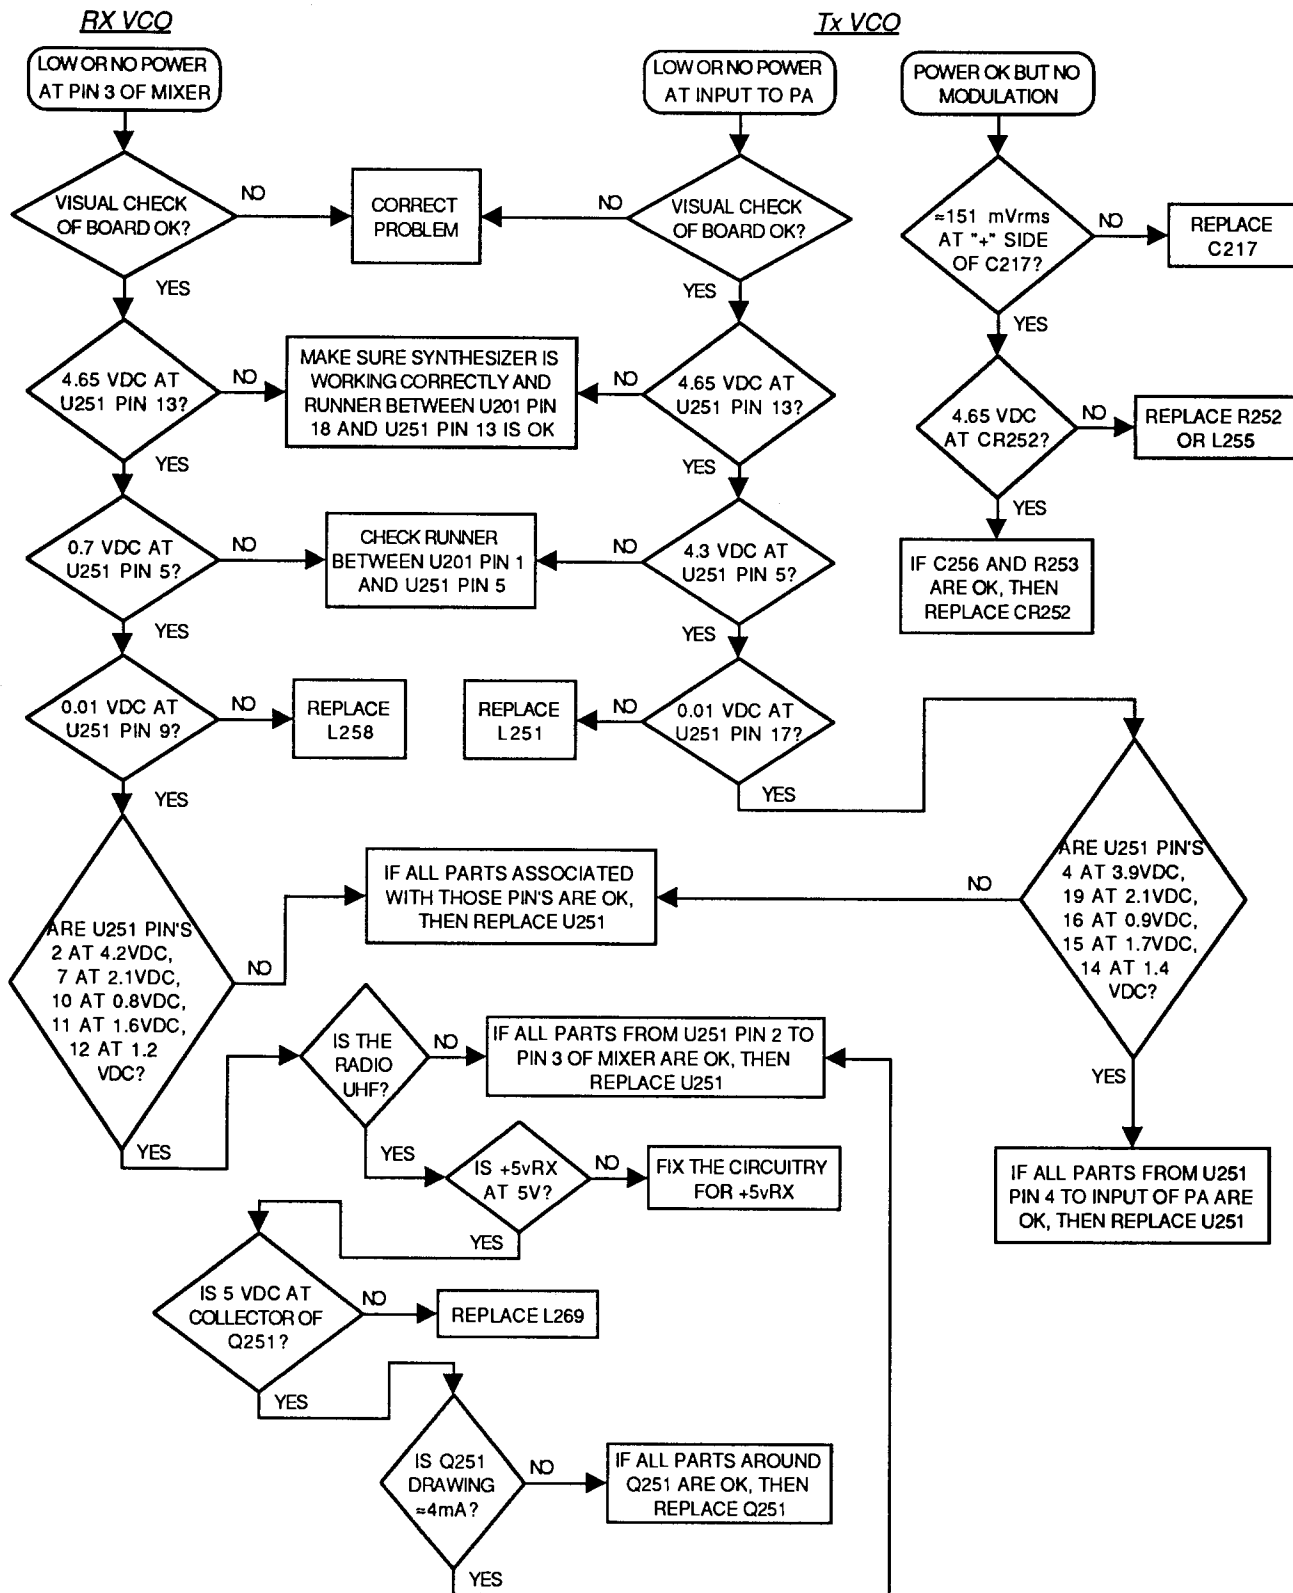 RX VCO
Tx VCO
LOW OR NO POWER
AT PIN 3 OF MIXER
LOW OR NO POWER
AT INPUT TO PA
POWER OK BUT NO
MODULATION
VISUAL CHECK
OF BOARD OK?
NO
CORRECT
PROBLEM
NO
VISUAL CHECK
OF BOARD OK?
≈151 mVrms
AT "+" SIDE
OF C217?
NO
REPLACE
C217
YES
YES
YES
4.65 VDC AT
U251 PIN 13?
NO
MAKE SURE SYNTHESIZER IS
WORKING CORRECTLY AND
RUNNER BETWEEN U201 PIN
18 AND U251 PIN 13 IS OK
NO
4.65 VDC AT
U251 PIN 13?
4.65 VDC
AT CR252?
NO
REPLACE R252
OR L255
YES
YES
YES
0.7 VDC AT
U251 PIN 5?
NO
CHECK RUNNER
BETWEEN U201 PIN 1
AND U251 PIN 5
NO
4.3 VDC AT
U251 PIN 5?
IF C256 AND R253
ARE OK, THEN
REPLACE CR252
YES
YES
0.01 VDC AT
U251 PIN 9?
NO
REPLACE
L258
REPLACE
L251
NO
0.01 VDC AT
U251 PIN 17?
YES
YES
ARE U251 PIN'S
2 AT 4.2VDC,
7 AT 2.1VDC,
10 AT 0.8VDC,
11 AT 1.6VDC,
12 AT 1.2
VDC?
NO
IF ALL PARTS ASSOCIATED
WITH THOSE PIN'S ARE OK,
THEN REPLACE U251
NO
ARE U251 PIN'S
4 AT 3.9VDC,
19 AT 2.1VDC,
16 AT 0.9VDC,
15 AT 1.7VDC,
14 AT 1.4
VDC?
YES
IS THE
RADIO
UHF?
NO
IF ALL PARTS FROM U251 PIN 2 TO
PIN 3 OF MIXER ARE OK, THEN
REPLACE U251
YES
YES
IS +5vRX
AT 5V?
NO
FIX THE CIRCUITRY
FOR +5vRX
IF ALL PARTS FROM U251
PIN 4 TO INPUT OF PA ARE
OK, THEN REPLACE U251
YES
IS 5 VDC AT
COLLECTOR OF
Q251?
NO
REPLACE L269
YES
IS Q251
DRAWING
≈4mA?
NO
IF ALL PARTS AROUND
Q251 ARE OK, THEN
REPLACE Q251
YES